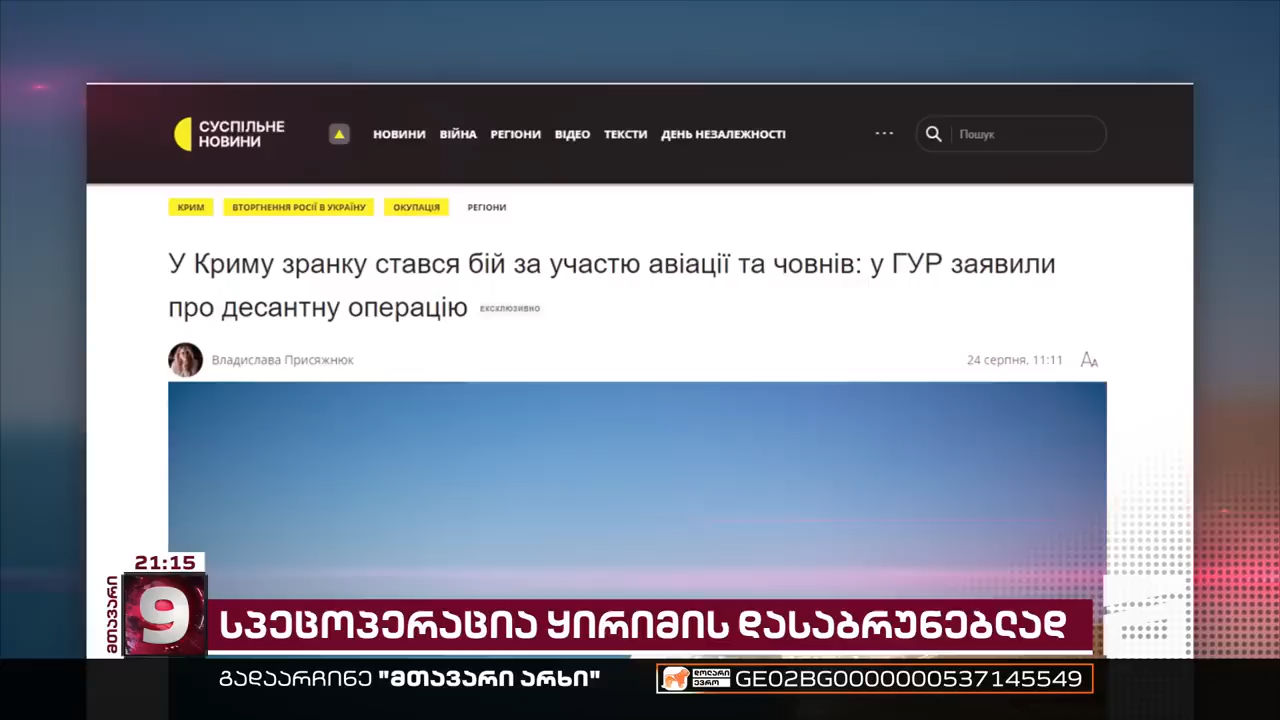 СУСПІЛЬНЕ
НОВИНИ
НОВИНИ ВІЙНА РЕГІОНИ ВІДЕО ТЕКСТИ ДЕНЬ НЕЗАЛЕЖНОСТІ
Пошук
КРИМ ВТОРГНЕННЯ РОСІЇ В УКРАЇНУ ОКУПАЦІЯ РЕГІОНИ
У Криму зранку стався бій за участю авіації та човнів: у ГУР заявили
про десантну операцію ЕКСКЛЮЗИВНО
Владислава Присяжнюк
24 серпня, 11:11
21:15
მთავარი
9
სპეცოპერაცია ყირიმის დასაბრუნებლად
გადაარჩინე "მთავარი არხი"
დოლარი
ევრო
GE02BG0000000537145549